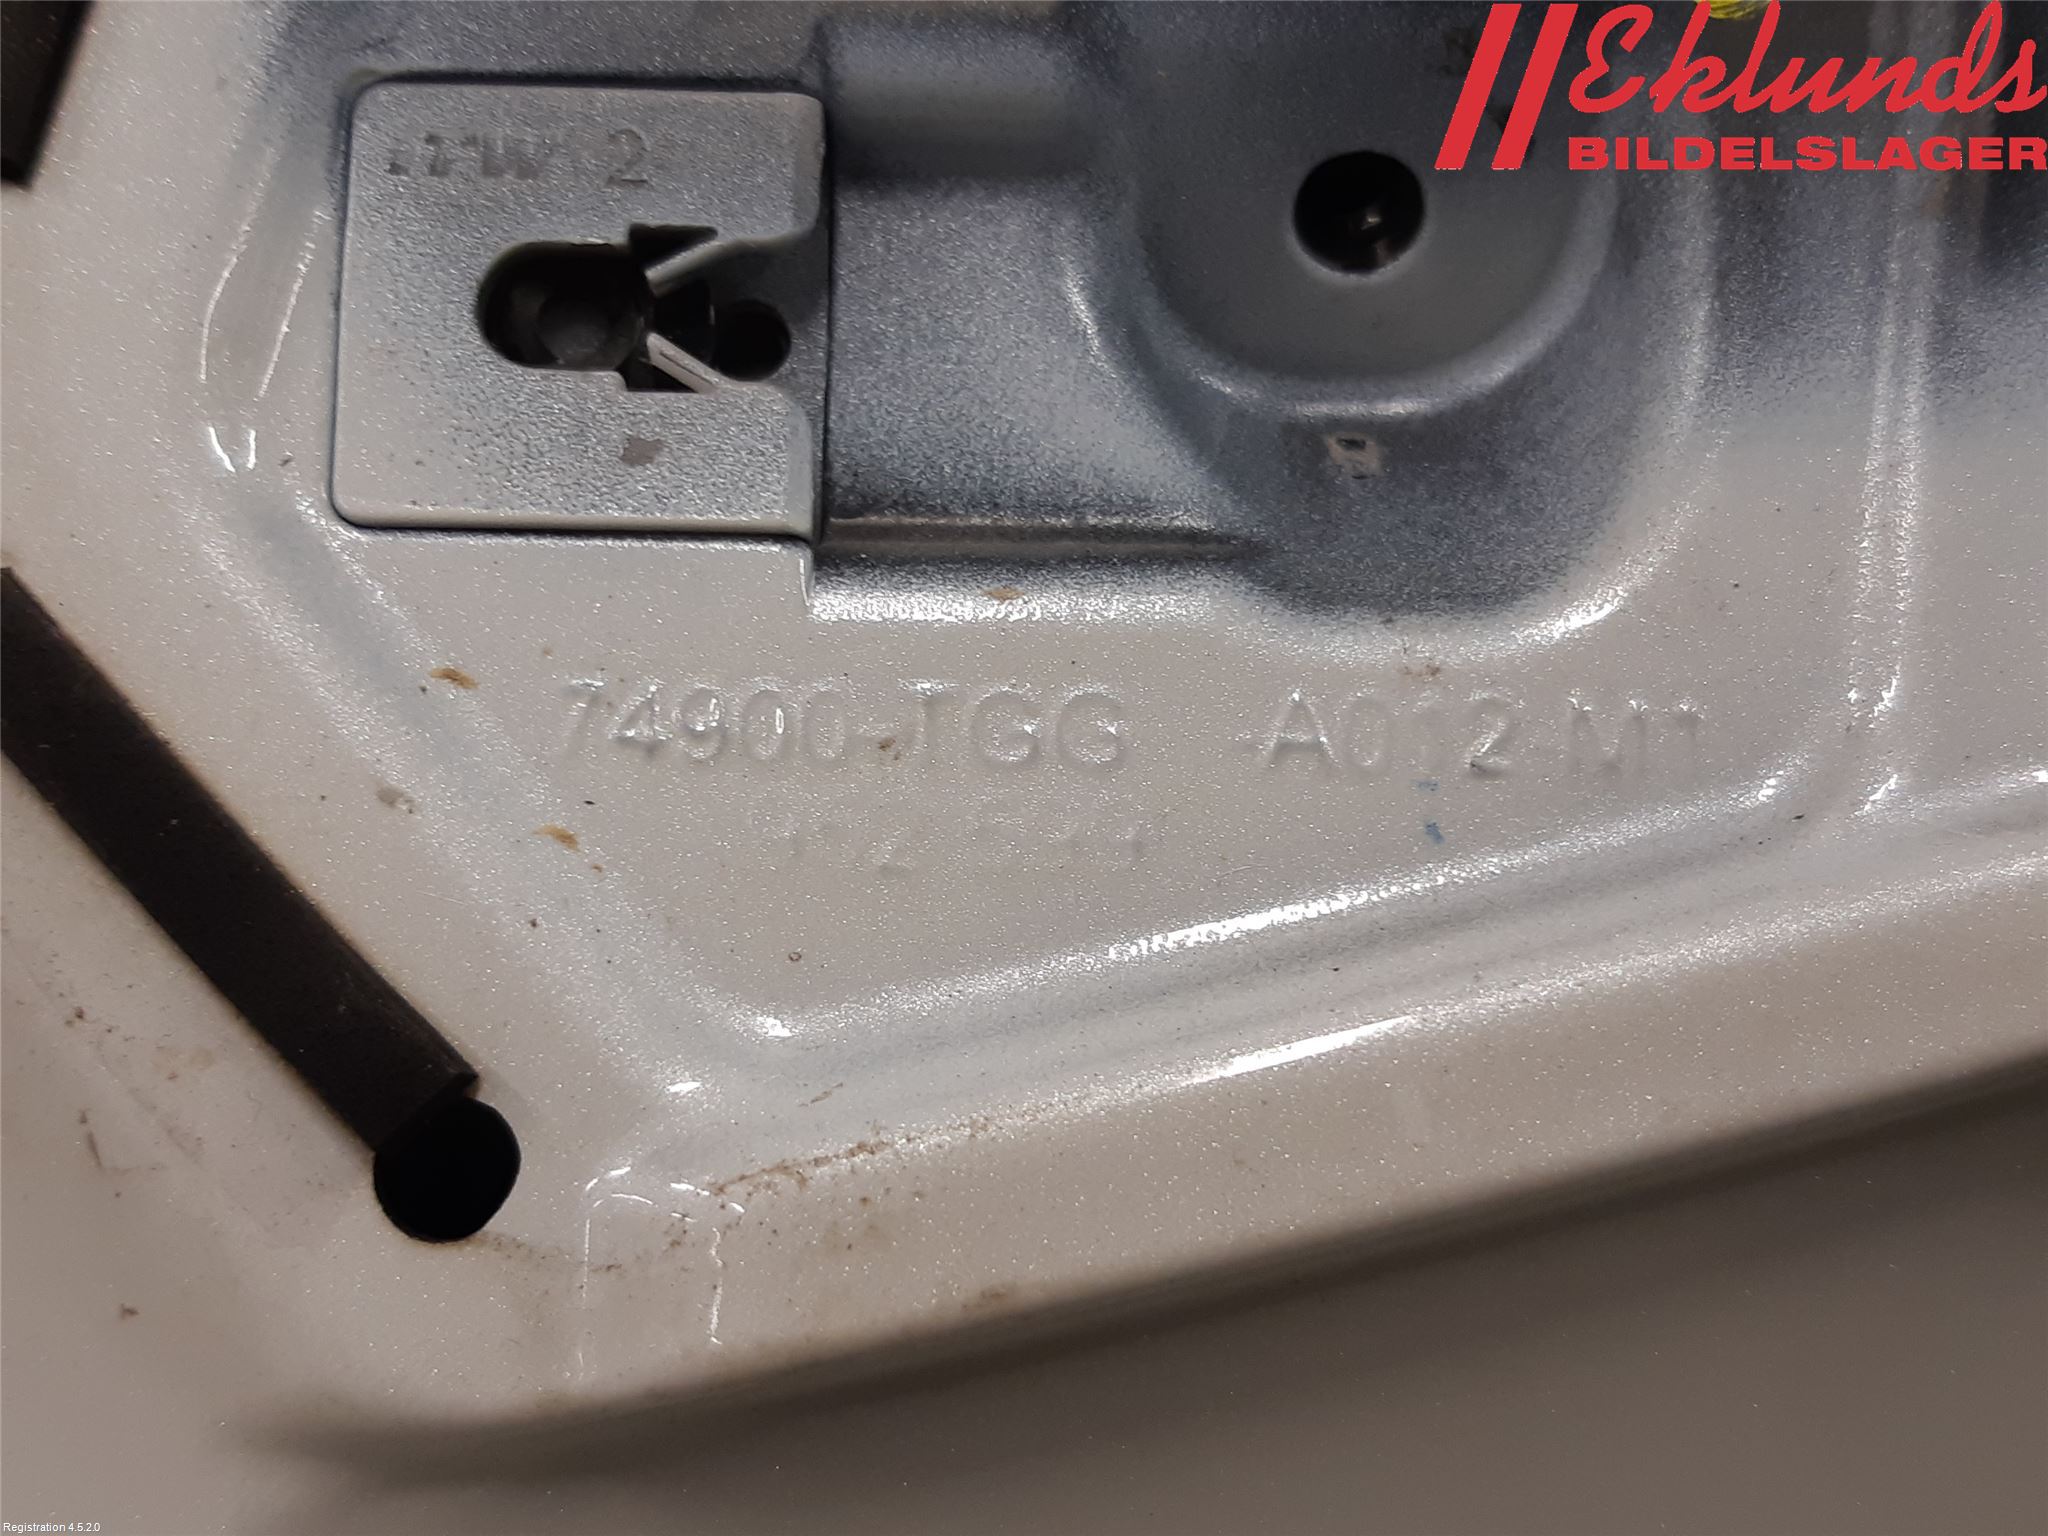 Eklunds
BILDELSLAGER
2
74900-TGG A012 M1
Registration 4.5.2.0